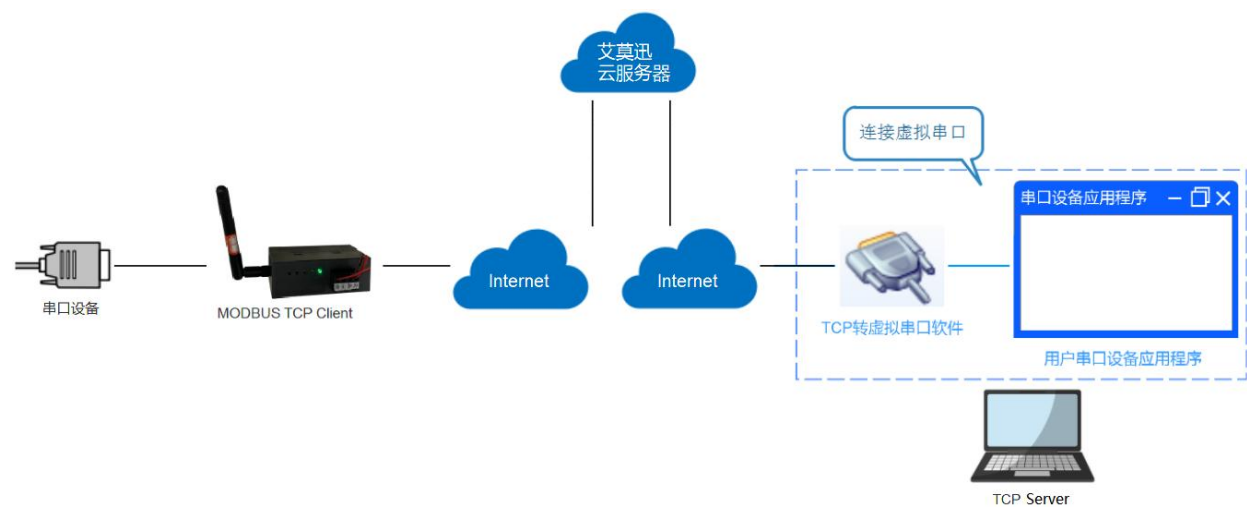 艾莫迅
云服务器
连接虚拟串口
串口设备应用程序
Internet
Internet
串口设备
MODBUS TCP Client
TCP转虚拟串口软件
用户串口设备应用程序
TCP Server